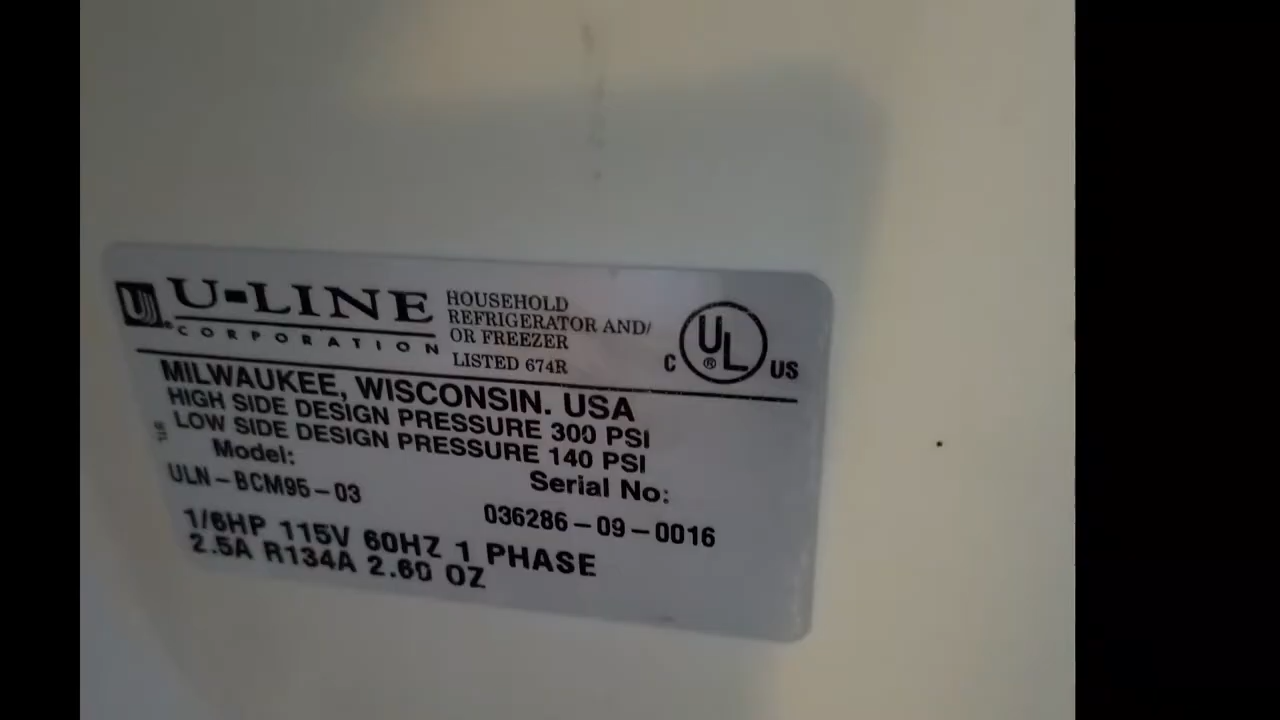 U-LINE
CORPORATION
HOUSEHOLD
REFRIGERATOR AND/
OR FREEZER
LISTED 674R
C UL ® US
MILWAUKEE, WISCONSIN. USA
HIGH SIDE DESIGN PRESSURE 300 PSI
LOW SIDE DESIGN PRESSURE 140 PSI
Model:
Serial No:
ULN-BCM95-03
036286-09-0016
1/6HP 115V 60HZ 1 PHASE
2.5A R134A 2.60 OZ